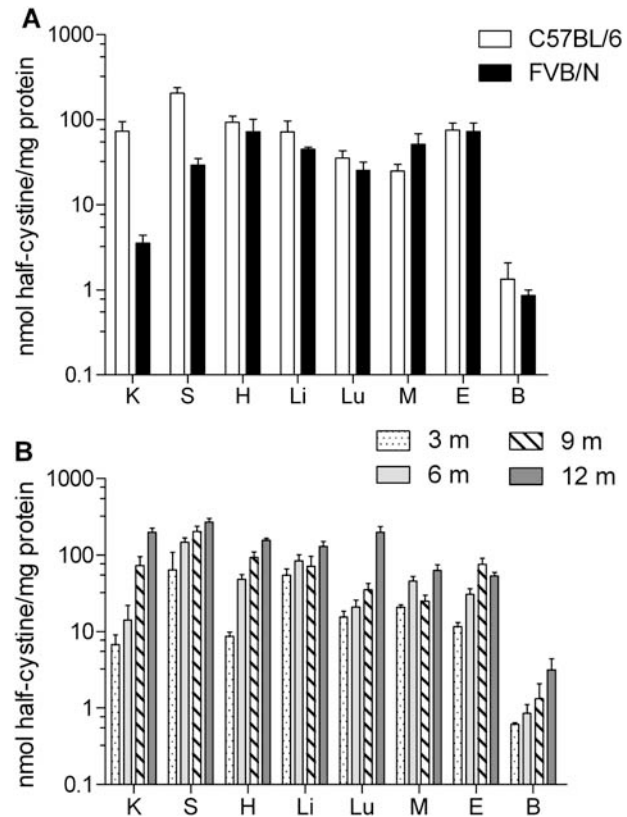 A
C57BL/6
FVB/N
nmol half-cystine/mg protein
1000
100
10
1
0.1
K S H Li Lu M E B
B
3 m 9 m
6 m 12 m
nmol half-cystine/mg protein
1000
100
10
1
0.1
K S H Li Lu M E B